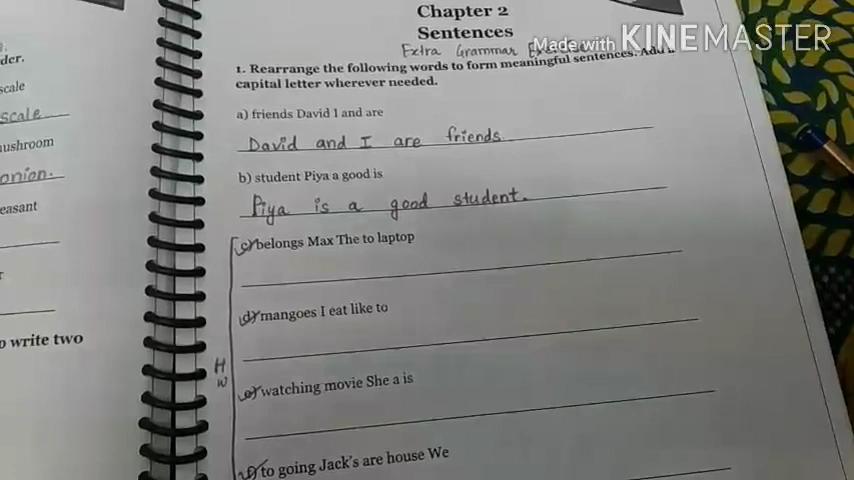 Chapter 2
Sentences
Extra Grammar
Made with KINEMASTER
1. Rearrange the following words to form meaningful sentences. Add a
capital letter wherever needed.
a) friends David I and are
David and I are friends.
b) student Piya a good is
Piya is a good student.
c) belongs Max The to laptop
d) mangoes I eat like to
H
W
e) watching movie She a is
to going Jack's are house We
der.
scale
scale
mushroom
onion.
easant
r
o write two